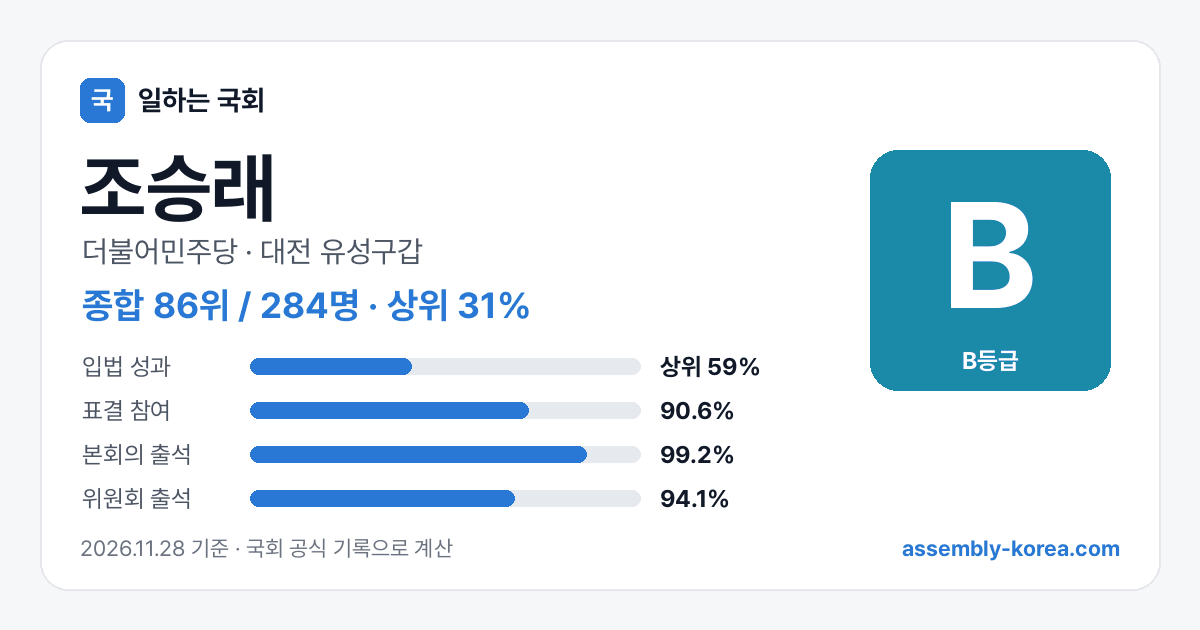 국 일하는 국회
조승래
더불어민주당 · 대전 유성구갑
종합 86위 / 284명 · 상위 31%
B
B등급
입법 성과 상위 59%
표결 참여 90.6%
본회의 출석 99.2%
위원회 출석 94.1%
2026.11.28 기준 · 국회 공식 기록으로 계산
assembly-korea.com